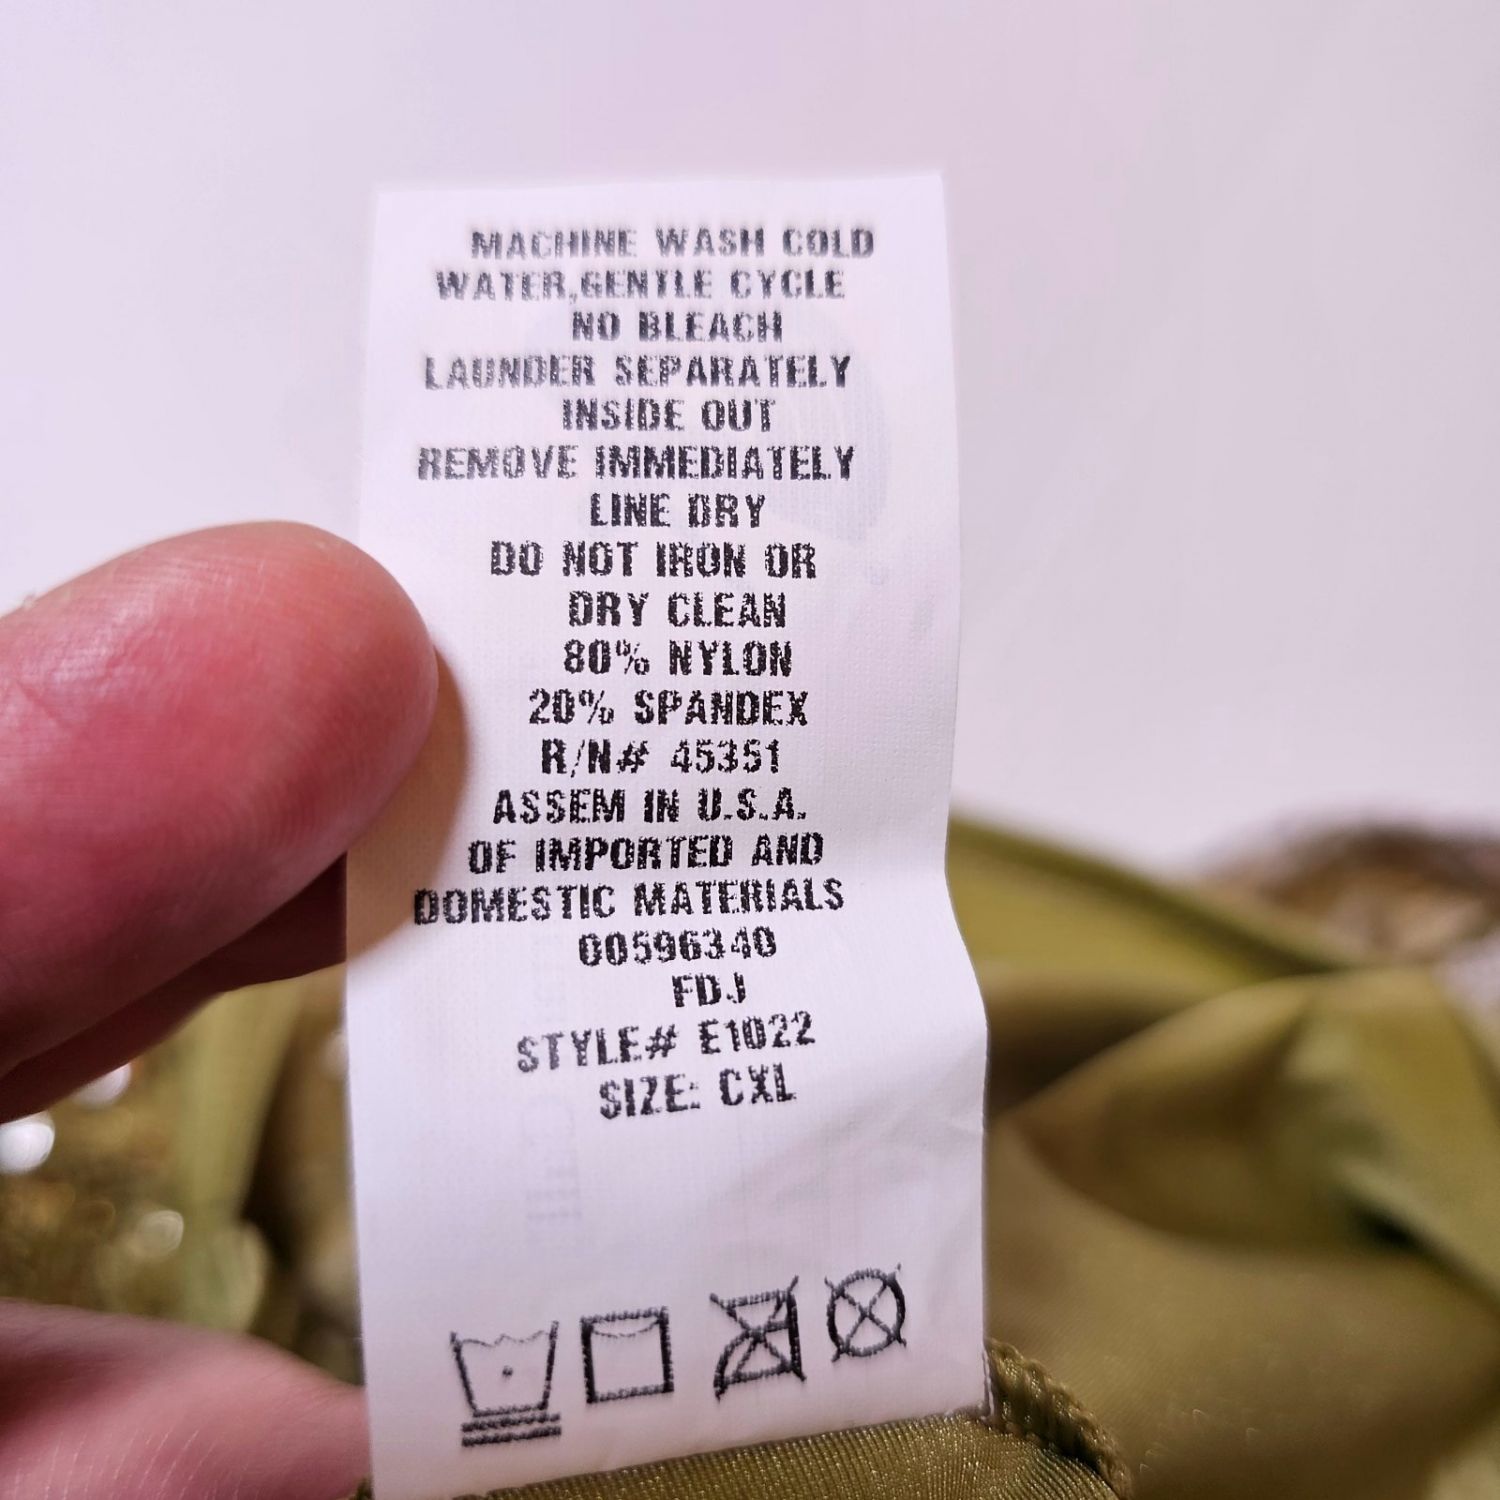 MACHINE WASH COLD
WATER,GENTLE CYCLE
NO BLEACH
LAUNDER SEPARATELY
INSIDE OUT
REMOVE IMMEDIATELY
LINE DRY
DO NOT IRON OR
DRY CLEAN
80% NYLON
20% SPANDEX
R/N# 45351
ASSEM IN U.S.A.
OF IMPORTED AND
DOMESTIC MATERIALS
00596340
FDJ
STYLE# E1022
SIZE: CXL